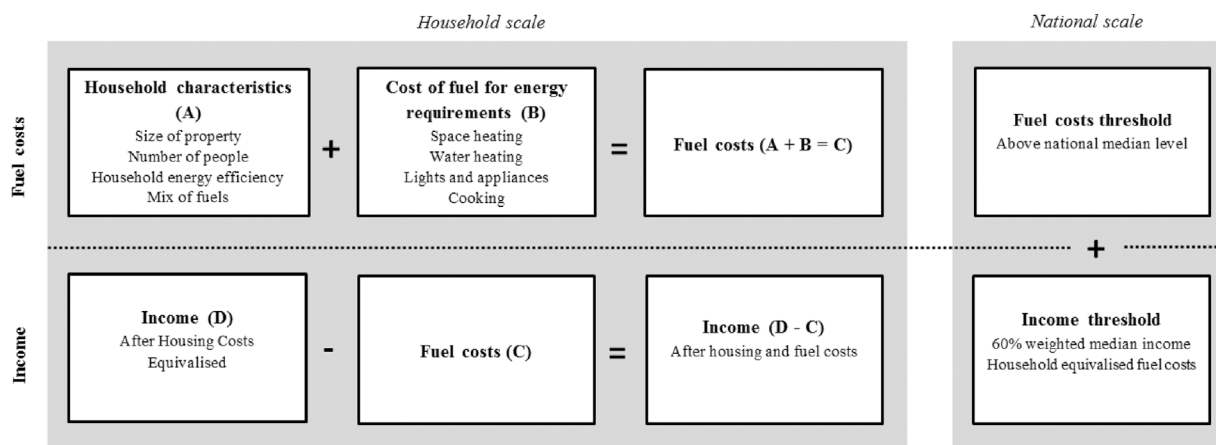 Household scale
National scale
Fuel costs
Household characteristics
(A)
Size of property
Number of people
Household energy efficiency
Mix of fuels
+
Cost of fuel for energy
requirements (B)
Space heating
Water heating
Lights and appliances
Cooking
=
Fuel costs (A + B = C)
Fuel costs threshold
Above national median level
+
Income
Income (D)
After Housing Costs
Equivalised
-
Fuel costs (C)
=
Income (D - C)
After housing and fuel costs
Income threshold
60% weighted median income
Household equivalised fuel costs